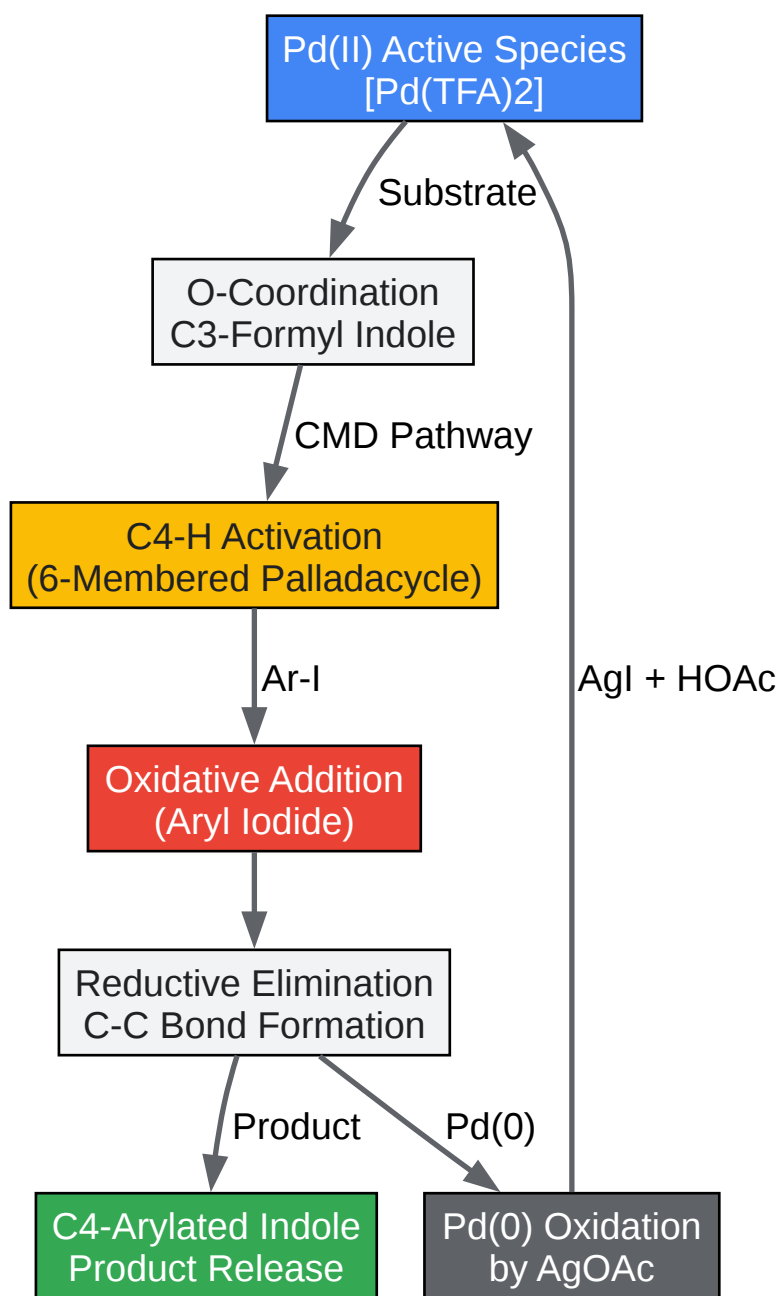 Pd(II) Active Species
[Pd(TFA)2]
Substrate
O-Coordination
C3-Formyl Indole
CMD Pathway
C4-H Activation
(6-Membered Palladacycle)
Ar-I
AgI + HOAc
Oxidative Addition
(Aryl Iodide)
Reductive Elimination
C-C Bond Formation
Product
Pd(0)
C4-Arylated Indole
Product Release
Pd(0) Oxidation
by AgOAc